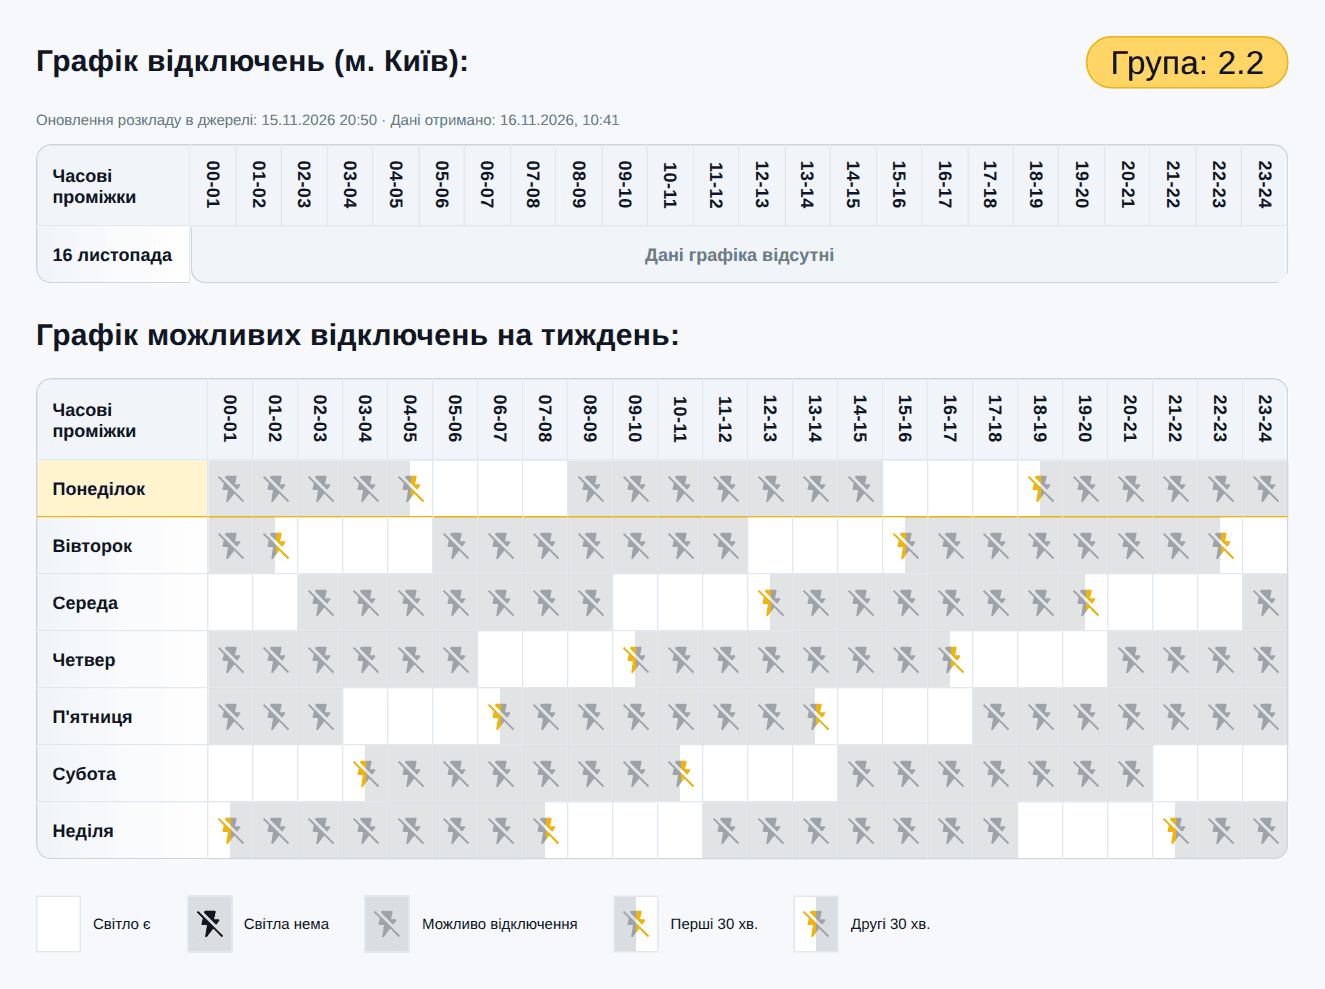 Графік відключень (м. Київ):
Група: 2.2
Оновлення розкладу в джерелі: 15.11.2026 20:50 · Дані отримано: 16.11.2026, 10:41
Часові проміжки 00-01 01-02 02-03 03-04 04-05 05-06 06-07 07-08 08-09 09-10 10-11 11-12 12-13 13-14 14-15 15-16 16-17 17-18 18-19 19-20 20-21 21-22 22-23 23-24
16 листопада Дані графіка відсутні
Графік можливих відключень на тиждень:
Часові проміжки 00-01 01-02 02-03 03-04 04-05 05-06 06-07 07-08 08-09 09-10 10-11 11-12 12-13 13-14 14-15 15-16 16-17 17-18 18-19 19-20 20-21 21-22 22-23 23-24
Понеділок
Вівторок
Середа
Четвер
П'ятниця
Субота
Неділя
Світло є Світла нема Можливо відключення Перші 30 хв. Другі 30 хв.